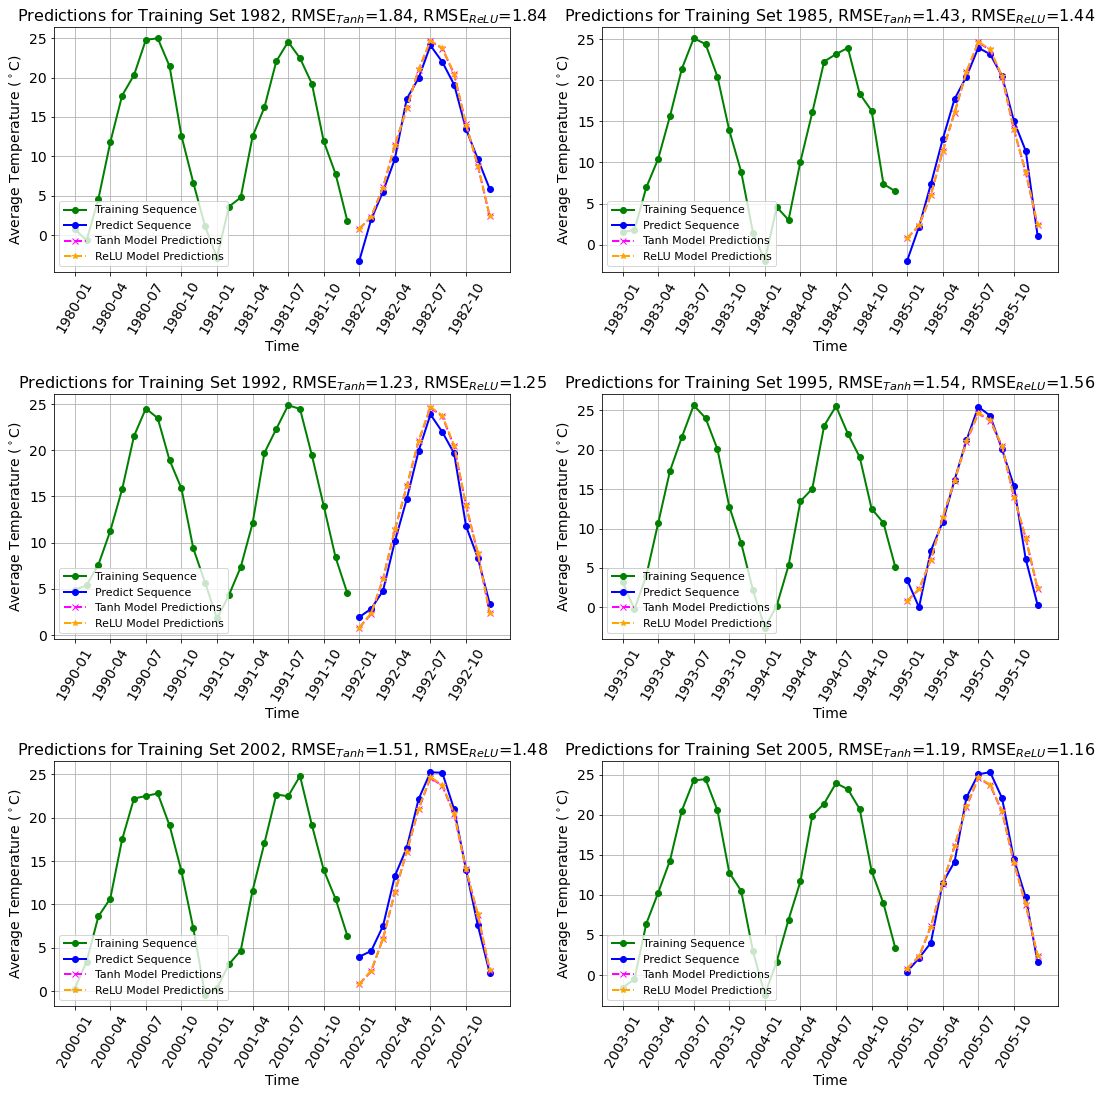 Predictions for Training Set 1982, RMSE_Tanh=1.84, RMSE_ReLU=1.84
Average Temperature (°C)
25
20
15
10
5
0
Training Sequence
Predict Sequence
Tanh Model Predictions
ReLU Model Predictions
1980-01 1980-04 1980-07 1980-10 1981-01 1981-04 1981-07 1981-10 1982-01 1982-04 1982-07 1982-10
Time
Predictions for Training Set 1985, RMSE_Tanh=1.43, RMSE_ReLU=1.44
Average Temperature (°C)
25
20
15
10
5
0
Training Sequence
Predict Sequence
Tanh Model Predictions
ReLU Model Predictions
1983-01 1983-04 1983-07 1983-10 1984-01 1984-04 1984-07 1984-10 1985-01 1985-04 1985-07 1985-10
Time
Predictions for Training Set 1992, RMSE_Tanh=1.23, RMSE_ReLU=1.25
Average Temperature (°C)
25
20
15
10
5
0
Training Sequence
Predict Sequence
Tanh Model Predictions
ReLU Model Predictions
1990-01 1990-04 1990-07 1990-10 1991-01 1991-04 1991-07 1991-10 1992-01 1992-04 1992-07 1992-10
Time
Predictions for Training Set 1995, RMSE_Tanh=1.54, RMSE_ReLU=1.56
Average Temperature (°C)
25
20
15
10
5
0
Training Sequence
Predict Sequence
Tanh Model Predictions
ReLU Model Predictions
1993-01 1993-04 1993-07 1993-10 1994-01 1994-04 1994-07 1994-10 1995-01 1995-04 1995-07 1995-10
Time
Predictions for Training Set 2002, RMSE_Tanh=1.51, RMSE_ReLU=1.48
Average Temperature (°C)
25
20
15
10
5
0
Training Sequence
Predict Sequence
Tanh Model Predictions
ReLU Model Predictions
2000-01 2000-04 2000-07 2000-10 2001-01 2001-04 2001-07 2001-10 2002-01 2002-04 2002-07 2002-10
Time
Predictions for Training Set 2005, RMSE_Tanh=1.19, RMSE_ReLU=1.16
Average Temperature (°C)
25
20
15
10
5
0
Training Sequence
Predict Sequence
Tanh Model Predictions
ReLU Model Predictions
2003-01 2003-04 2003-07 2003-10 2004-01 2004-04 2004-07 2004-10 2005-01 2005-04 2005-07 2005-10
Time